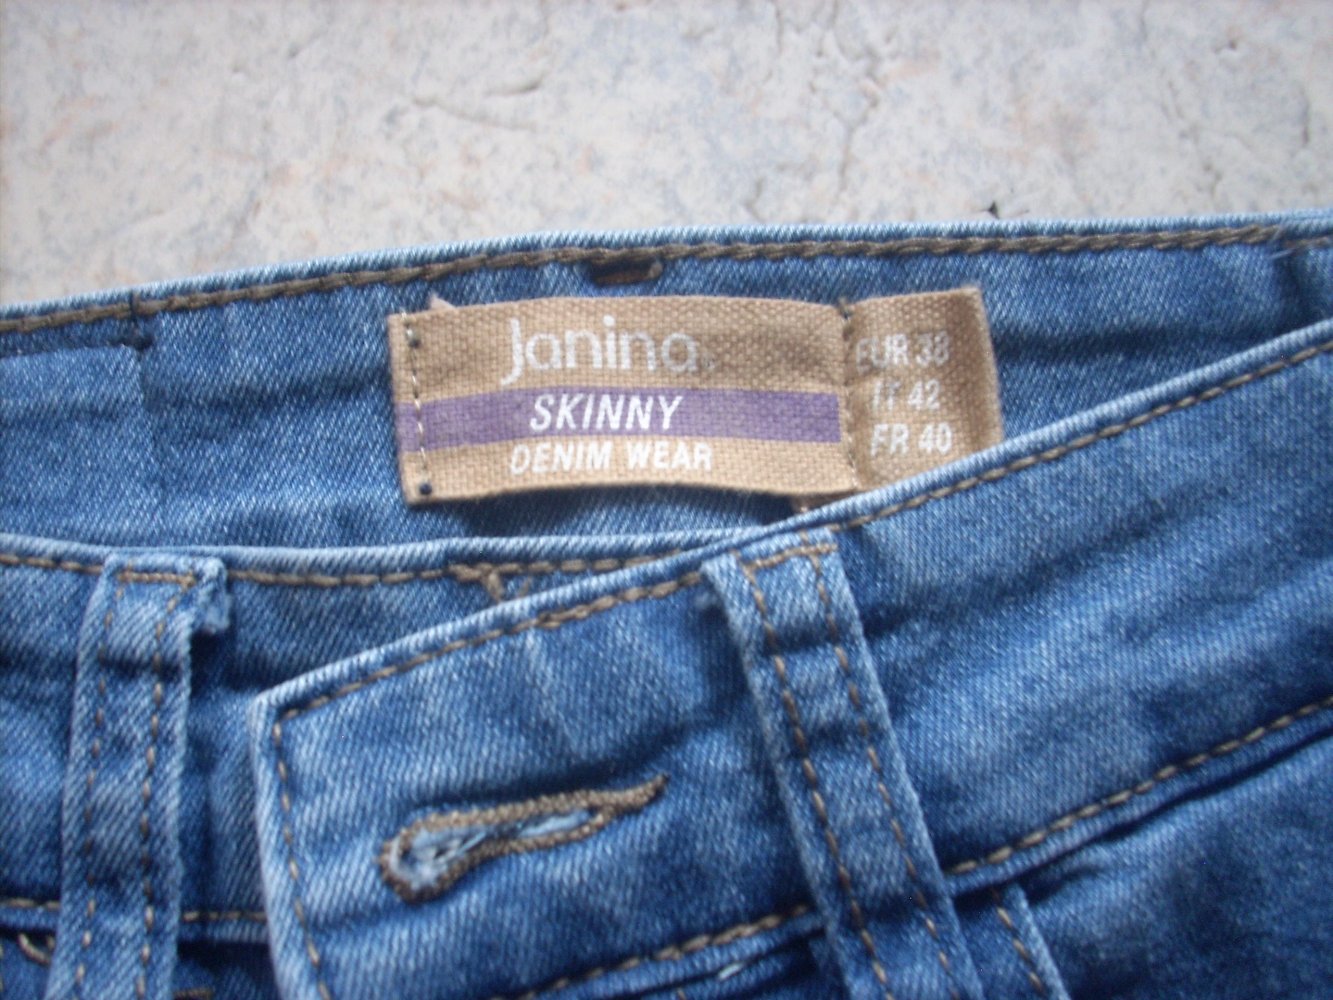 Janina
SKINNY
DENIM WEAR
EUR 38
IT 42
FR 40